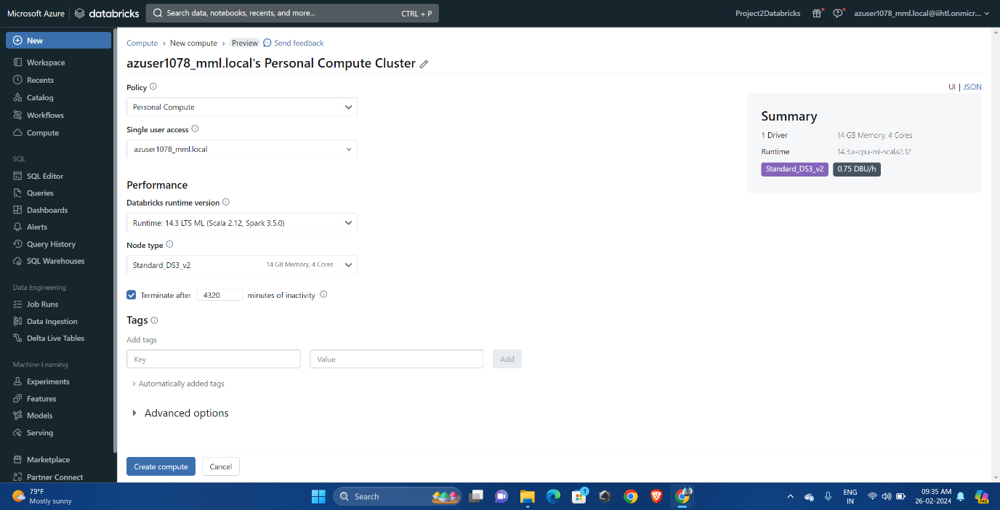 Microsoft Azure databricks Search data, notebooks, recents, and more... CTRL + P Project2Databricks azuser1078_mml.local@iihtl.onmicr...
New
Workspace
Recents
Catalog
Workflows
Compute
SQL
SQL Editor
Queries
Dashboards
Alerts
Query History
SQL Warehouses
Data Engineering
Job Runs
Data Ingestion
Delta Live Tables
Machine Learning
Experiments
Features
Models
Serving
Marketplace
Partner Connect
Compute › New compute › Preview Send feedback
azuser1078_mml.local's Personal Compute Cluster
UI | JSON
Policy
Personal Compute
Single user access
azuser1078_mml.local
Performance
Databricks runtime version
Runtime: 14.3 LTS ML (Scala 2.12, Spark 3.5.0)
Node type
Standard_DS3_v2 14 GB Memory, 4 Cores
Terminate after 4320 minutes of inactivity
Tags
Add tags
Key Value Add
Automatically added tags
Advanced options
Create compute Cancel
Summary
1 Driver 14 GB Memory, 4 Cores
Runtime 14.3.x-cpu-ml-scala2.12
Standard_DS3_v2 0.75 DBU/h
79°F
Mostly sunny
Search
1
ENG
IN
09:35 AM
26-02-2024
PRE